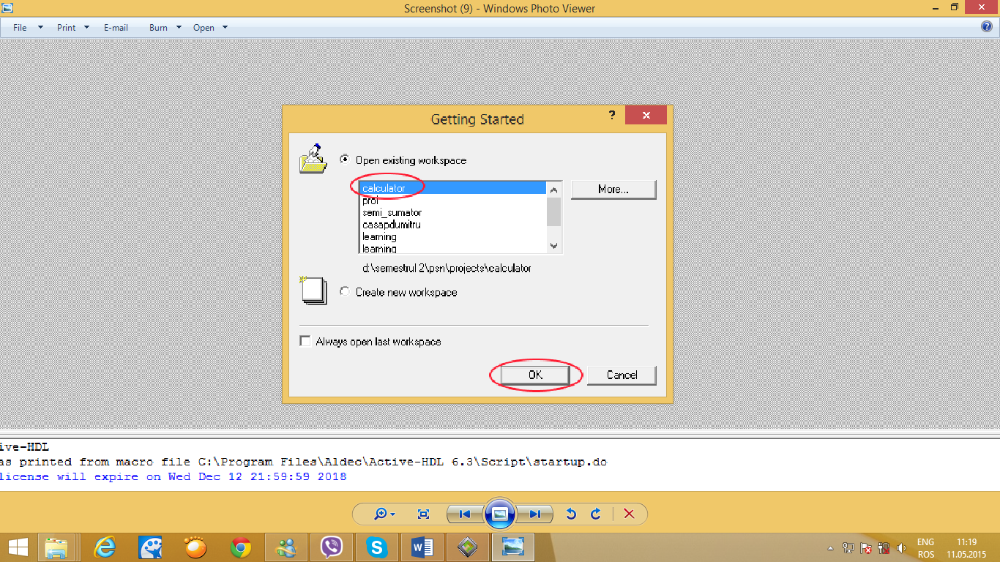 Screenshot (9) - Windows Photo Viewer
File Print E-mail Burn Open
Getting Started
Open existing workspace
calculator
More...
semi_sumator
casapdumitru
learning
learning
d:\semestrul 2\psn\projects\calculator
Create new workspace
Always open last workspace
OK Cancel
ive-HDL
as printed from macro file C:\Program Files\Aldec\Active-HDL 6.3\Script\startup.do
license will expire on Wed Dec 12 21:59:59 2018
ENG 11:19
ROS 11.05.2015